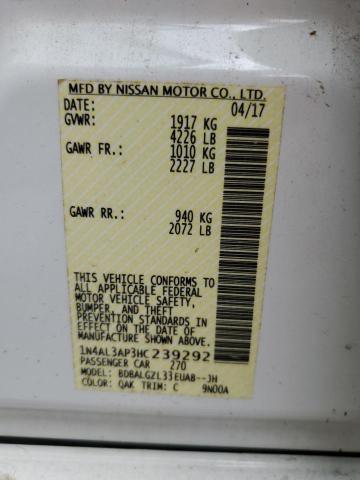 MFD BY NISSAN MOTOR CO., LTD.
DATE: 04/17
GVWR: 1917 KG
4226 LB
GAWR FR.: 1010 KG
2227 LB
GAWR RR.: 940 KG
2072 LB
THIS VEHICLE CONFORMS TO
ALL APPLICABLE FEDERAL
MOTOR VEHICLE SAFETY,
BUMPER, AND THEFT
PREVENTION STANDARDS
IN EFFECT ON THE DATE OF
MANUFACTURE SHOWN ABOVE.
1N4AL3AP3HC239292
PASSENGER CAR 270
MODEL: BDBALGZL33EUAB--JH
COLOR: QAK TRIM: C 9N00A